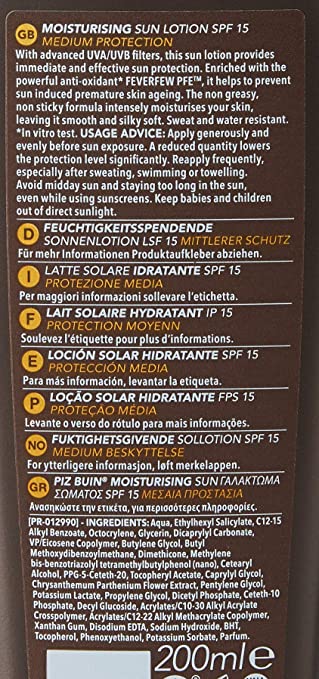 GB MOISTURISING SUN LOTION SPF 15
MEDIUM PROTECTION
With advanced UVA/UVB filters, this sun lotion provides
immediate and effective sun protection. Enriched with the
powerful anti-oxidant* FEVERFEW PFE™, it helps to prevent
sun induced premature skin ageing. The non greasy,
non sticky formula intensely moisturises your skin,
leaving it smooth and silky soft. Sweat and water resistant.
*In vitro test. USAGE ADVICE: Apply generously and
evenly before sun exposure. A reduced quantity lowers
the protection level significantly. Reapply frequently,
especially after sweating, swimming or towelling.
Avoid midday sun and staying too long in the sun,
even while using sunscreens. Keep babies and children
out of direct sunlight.
D FEUCHTIGKEITSSPENDENDE
SONNENLOTION LSF 15 MITTLERER SCHUTZ
Für mehr Informationen Produktaufkleber abziehen.
I LATTE SOLARE IDRATANTE SPF 15
PROTEZIONE MEDIA
Per maggiori informazioni sollevare l'etichetta.
F LAIT SOLAIRE HYDRATANT IP 15
PROTECTION MOYENN
Soulevez l'étiquette pour plus d'informations.
E LOCIÓN SOLAR HIDRATANTE SPF 15
PROTECCIÓN MEDIA
Para más información, levantar la etiqueta.
P LOÇÃO SOLAR HIDRATANTE FPS 15
PROTEÇAO MÉDIA
Levante o verso do rótulo para mais informações.
NO FUKTIGHETSGIVENDE SOLLOTION SPF 15
MEDIUM BESKYTTELSE
For ytterligere informasjon, løft merkelappen.
GR PIZ BUIN® MOISTURISING SUN ΓΑΛΑΚΤΩΜΑ
ΣΩΜΑΤΟΣ SPF 15 ΜΕΣΑΙΑ ΠΡΟΣΤΑΣΙΑ
Ανασηκώστε την ετικέτα, για περισσότερες πληροφορίες.
(PR-012990) INGREDIENTS: Aqua, Ethylhexyl Salicylate, C12-15
Alkyl Benzoate, Octocrylene, Glycerin, Dicaprylyl Carbonate,
VP/Eicosene Copolymer, Butylene Glycol, Butyl
Methoxydibenzoylmethane, Dimethicone, Methylene
bis-benzotriazolyl tetramethylbutylphenol (nano), Cetearyl
Alcohol, PPG-5-Ceteth-20, Tocopheryl Acetate, Caprylyl Glycol,
Chrysanthemum Parthenium Flower Extract, Pentylene Glycol,
Potassium Lactate, Propylene Glycol, Dicetyl Phosphate, Ceteth-10
Phosphate, Decyl Glucoside, Acrylates/C10-30 Alkyl Acrylate
Crosspolymer, Acrylates/C12-22 Alkyl Methacrylate Copolymer,
Xanthan Gum, Disodium EDTA, Sodium Hydroxide, BHT,
Tocopherol, Phenoxyethanol, Potassium Sorbate, Parfum.
200ml e